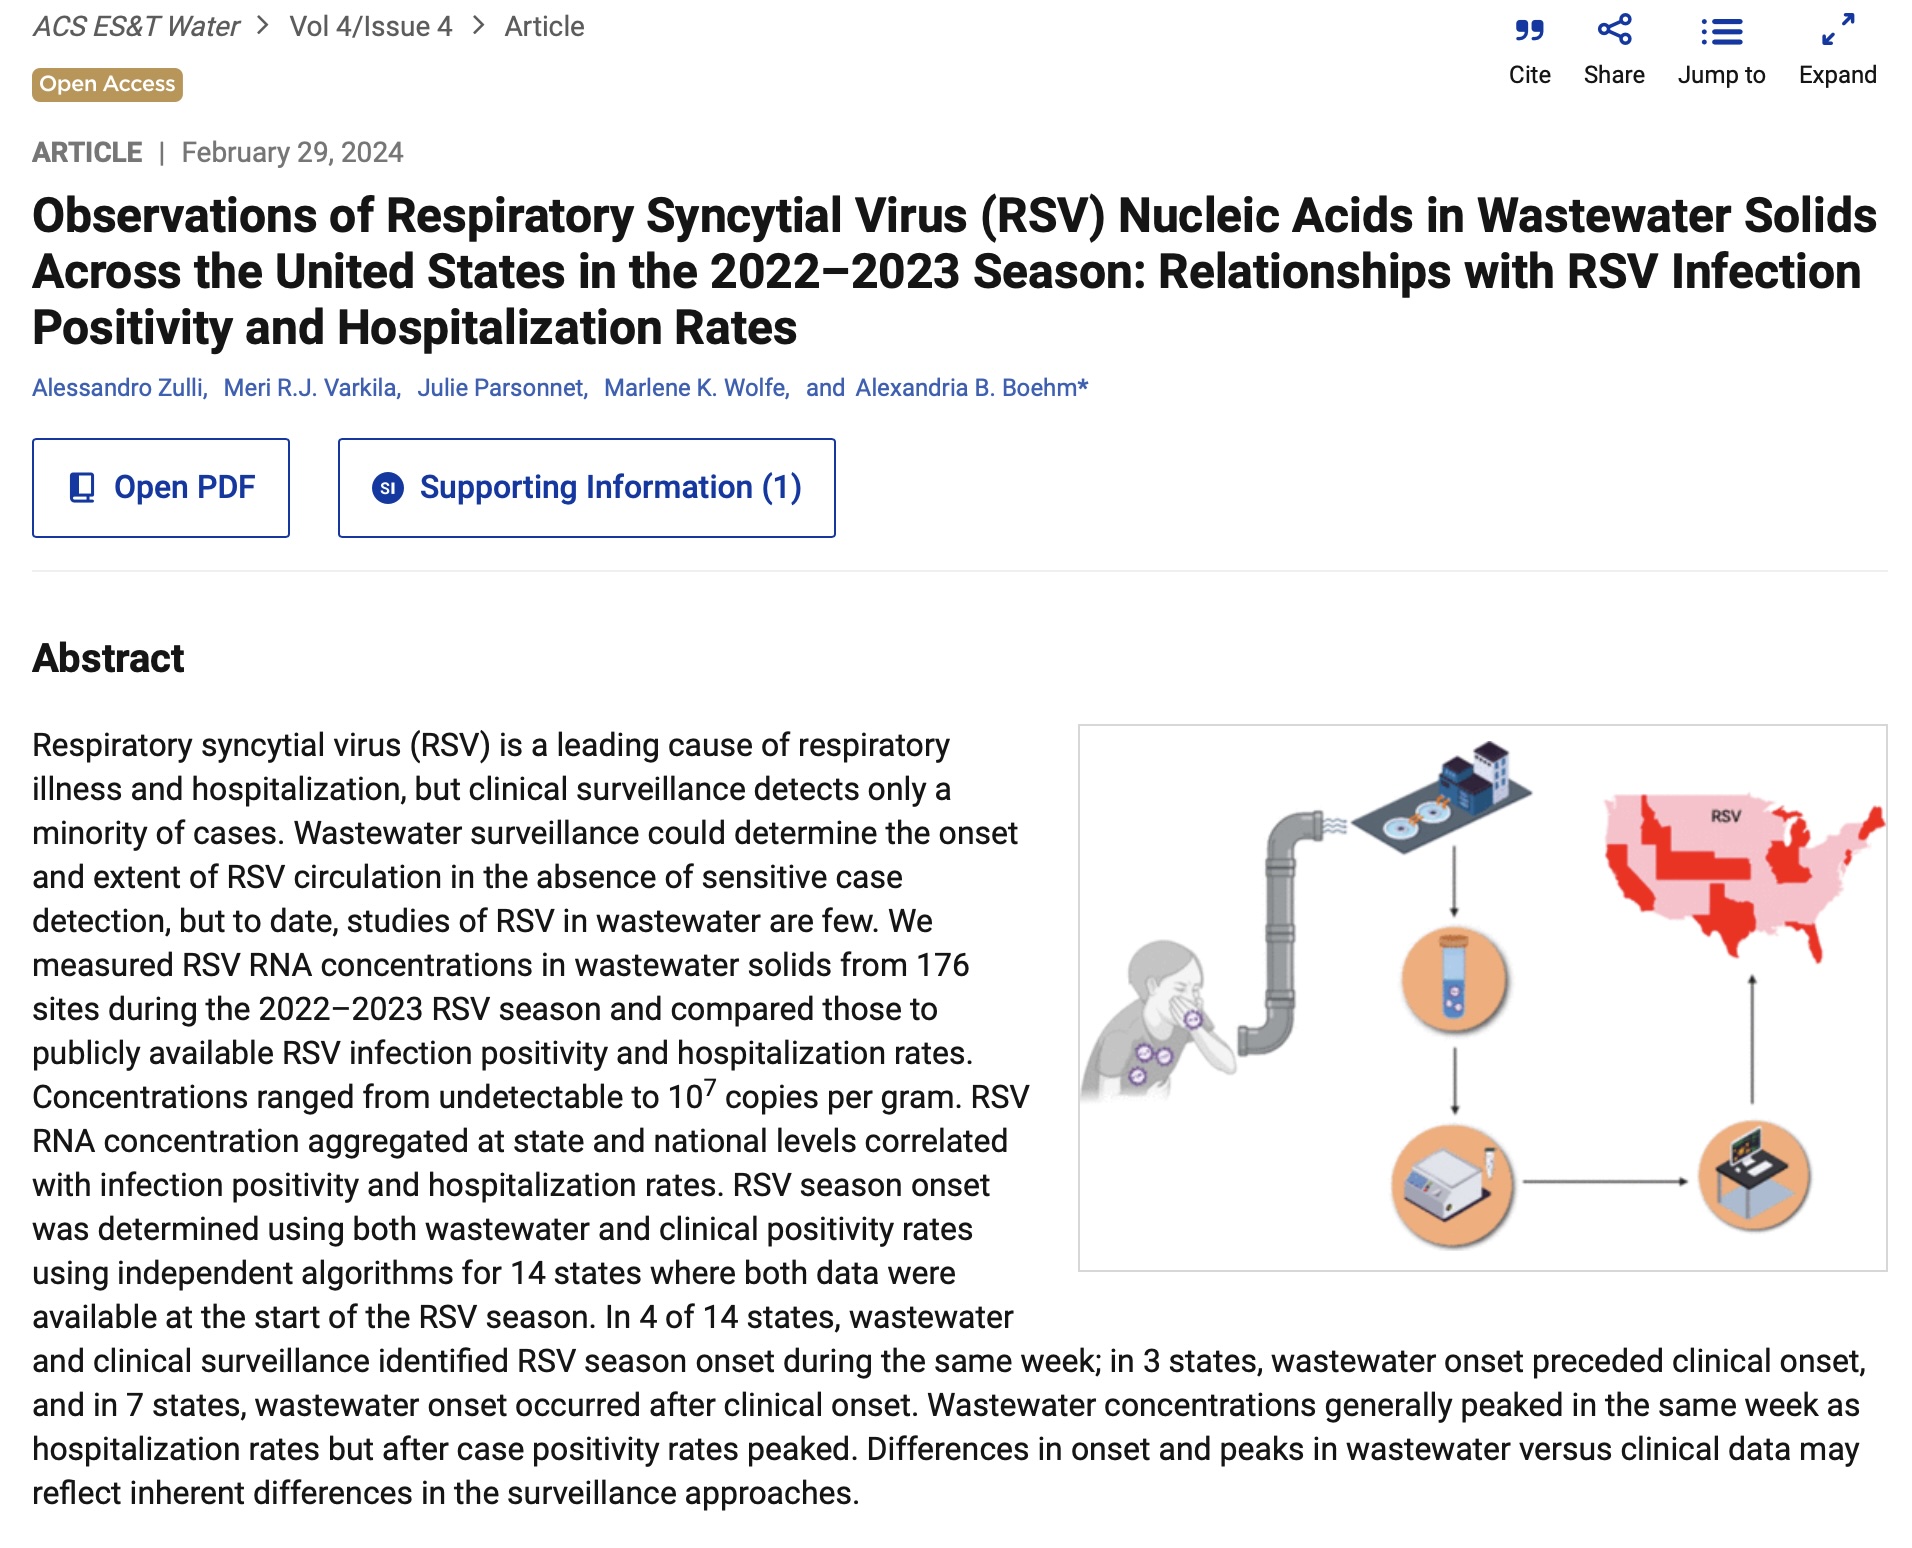 ACS ES&T Water > Vol 4/Issue 4 > Article
Cite Share Jump to Expand
Open Access
ARTICLE | February 29, 2024
Observations of Respiratory Syncytial Virus (RSV) Nucleic Acids in Wastewater Solids
Across the United States in the 2022–2023 Season: Relationships with RSV Infection
Positivity and Hospitalization Rates
Alessandro Zulli, Meri R.J. Varkila, Julie Parsonnet, Marlene K. Wolfe, and Alexandria B. Boehm*
Open PDF
SI Supporting Information (1)
Abstract
Respiratory syncytial virus (RSV) is a leading cause of respiratory
illness and hospitalization, but clinical surveillance detects only a
minority of cases. Wastewater surveillance could determine the onset
and extent of RSV circulation in the absence of sensitive case
detection, but to date, studies of RSV in wastewater are few. We
measured RSV RNA concentrations in wastewater solids from 176
sites during the 2022–2023 RSV season and compared those to
publicly available RSV infection positivity and hospitalization rates.
Concentrations ranged from undetectable to 10⁷ copies per gram. RSV
RNA concentration aggregated at state and national levels correlated
with infection positivity and hospitalization rates. RSV season onset
was determined using both wastewater and clinical positivity rates
using independent algorithms for 14 states where both data were
available at the start of the RSV season. In 4 of 14 states, wastewater
and clinical surveillance identified RSV season onset during the same week; in 3 states, wastewater onset preceded clinical onset,
and in 7 states, wastewater onset occurred after clinical onset. Wastewater concentrations generally peaked in the same week as
hospitalization rates but after case positivity rates peaked. Differences in onset and peaks in wastewater versus clinical data may
reflect inherent differences in the surveillance approaches.
RSV